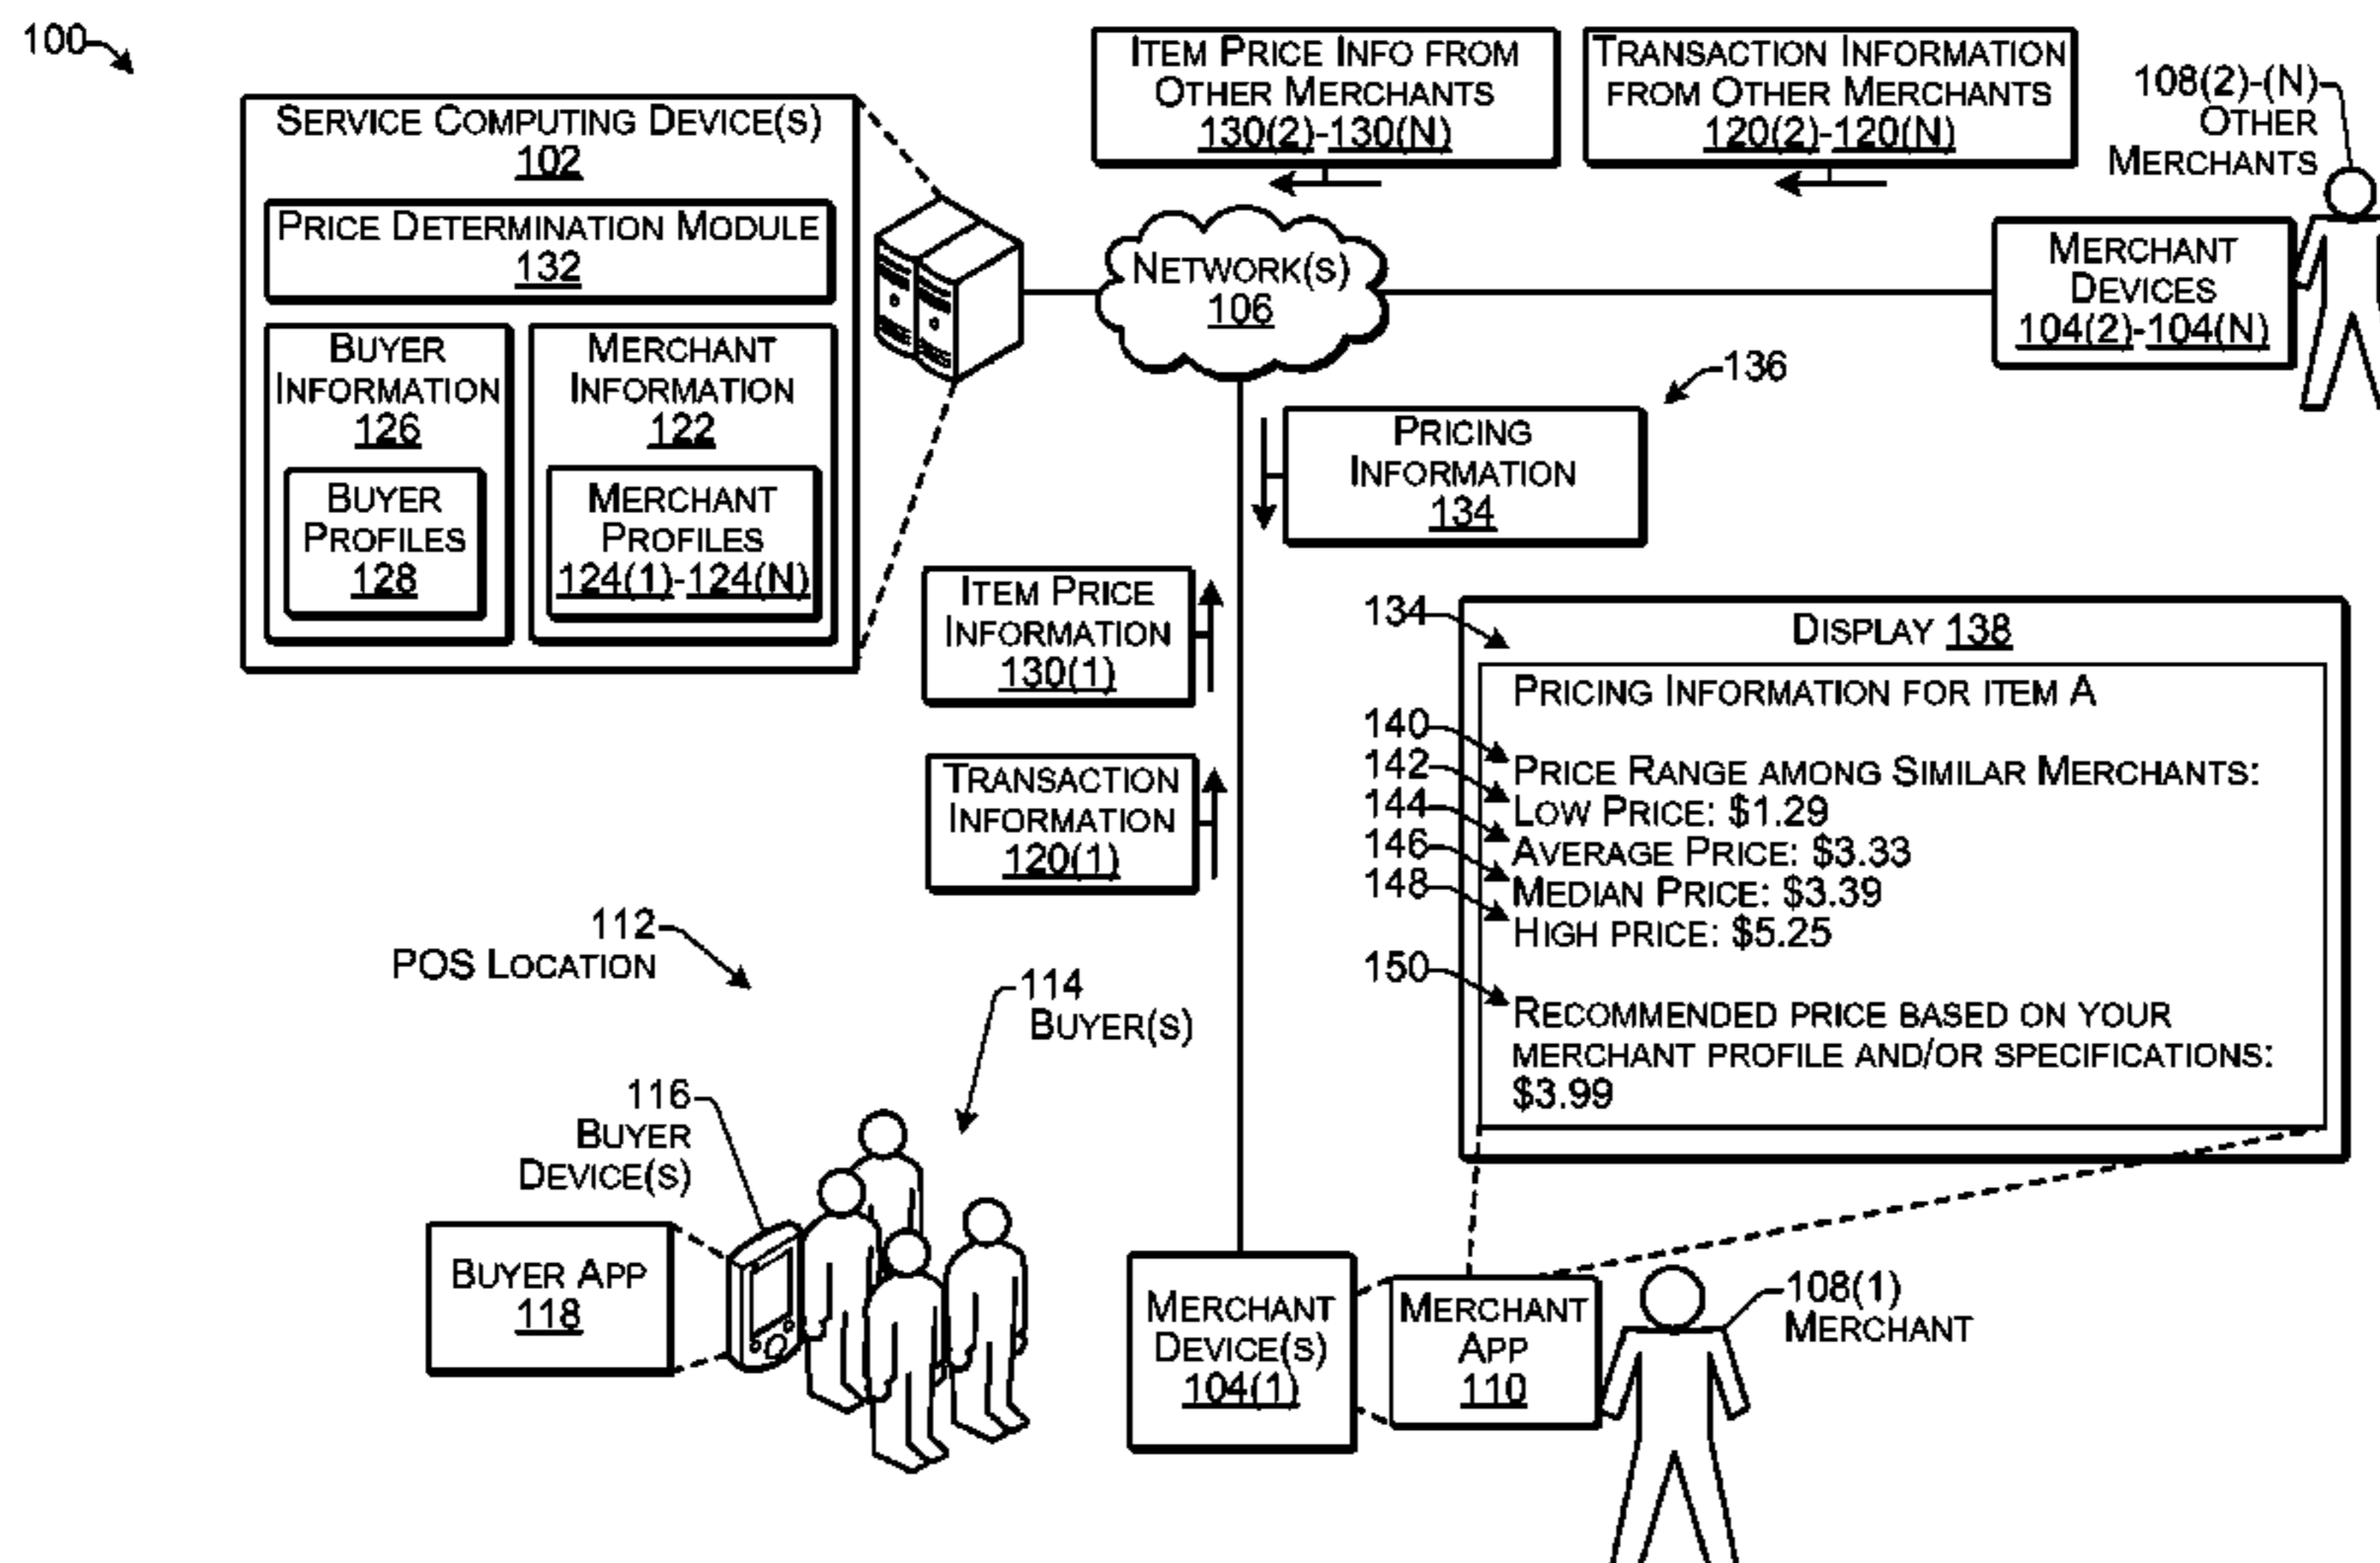 100
SERVICE COMPUTING DEVICE(S)
102
PRICE DETERMINATION MODULE
132
BUYER
INFORMATION
126
BUYER
PROFILES
128
MERCHANT
INFORMATION
122
MERCHANT
PROFILES
124(1)-124(N)
ITEM PRICE INFO FROM
OTHER MERCHANTS
130(2)-130(N)
TRANSACTION INFORMATION
FROM OTHER MERCHANTS
120(2)-120(N)
108(2)-(N)
OTHER
MERCHANTS
NETWORK(S)
106
MERCHANT
DEVICES
104(2)-104(N)
136
PRICING
INFORMATION
134
ITEM PRICE
INFORMATION
130(1)
TRANSACTION
INFORMATION
120(1)
134
DISPLAY 138
PRICING INFORMATION FOR ITEM A
140
PRICE RANGE AMONG SIMILAR MERCHANTS:
142
LOW PRICE: $1.29
144
AVERAGE PRICE: $3.33
146
MEDIAN PRICE: $3.39
148
HIGH PRICE: $5.25
150
RECOMMENDED PRICE BASED ON YOUR
MERCHANT PROFILE AND/OR SPECIFICATIONS:
$3.99
112
POS LOCATION
114
BUYER(S)
116
BUYER
DEVICE(S)
BUYER APP
118
MERCHANT
DEVICE(S)
104(1)
MERCHANT
APP
110
108(1)
MERCHANT